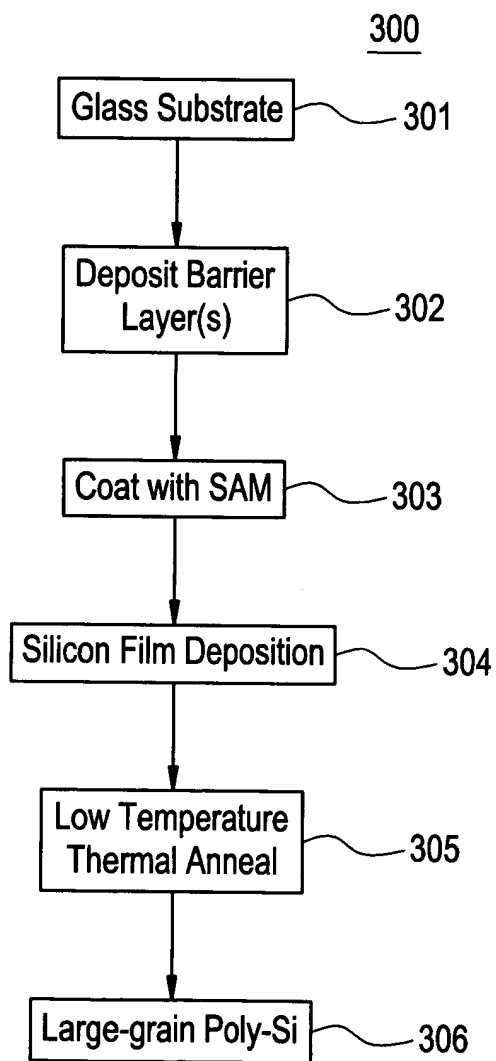 300
Glass Substrate
301
Deposit Barrier
Layer(s)
302
Coat with SAM
303
Silicon Film Deposition
304
Low Temperature
Thermal Anneal
305
Large-grain Poly-Si
306